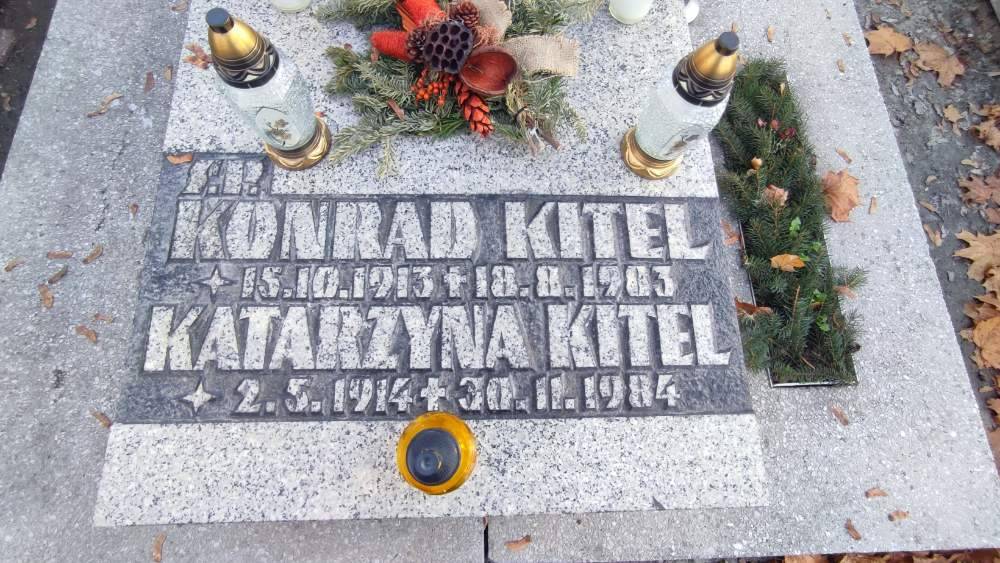 Ś.P.
KONRAD KITEL
✦ 15.10.1913 ✝ 18.8.1983
KATARZYNA KITEL
✦ 2.5.1914 ✝ 30.11.1984